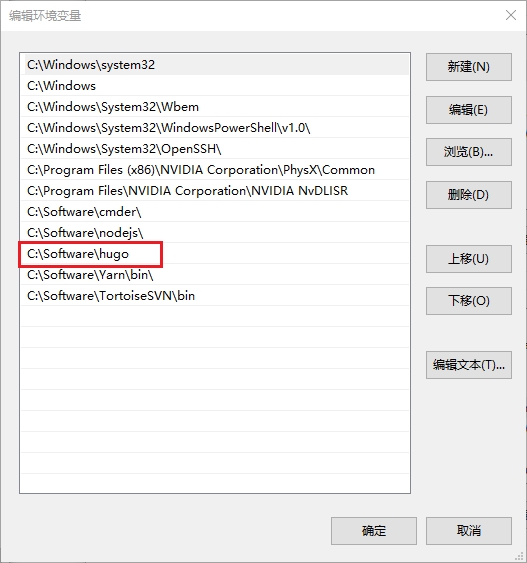 编辑环境变量
C:\Windows\system32
C:\Windows
C:\Windows\System32\Wbem
C:\Windows\System32\WindowsPowerShell\v1.0\
C:\Windows\System32\OpenSSH\
C:\Program Files (x86)\NVIDIA Corporation\PhysX\Common
C:\Program Files\NVIDIA Corporation\NVIDIA NvDLISR
C:\Software\cmder\
C:\Software\nodejs\
C:\Software\hugo
C:\Software\Yarn\bin\
C:\Software\TortoiseSVN\bin
新建(N)
编辑(E)
浏览(B)...
删除(D)
上移(U)
下移(O)
编辑文本(T)...
确定
取消